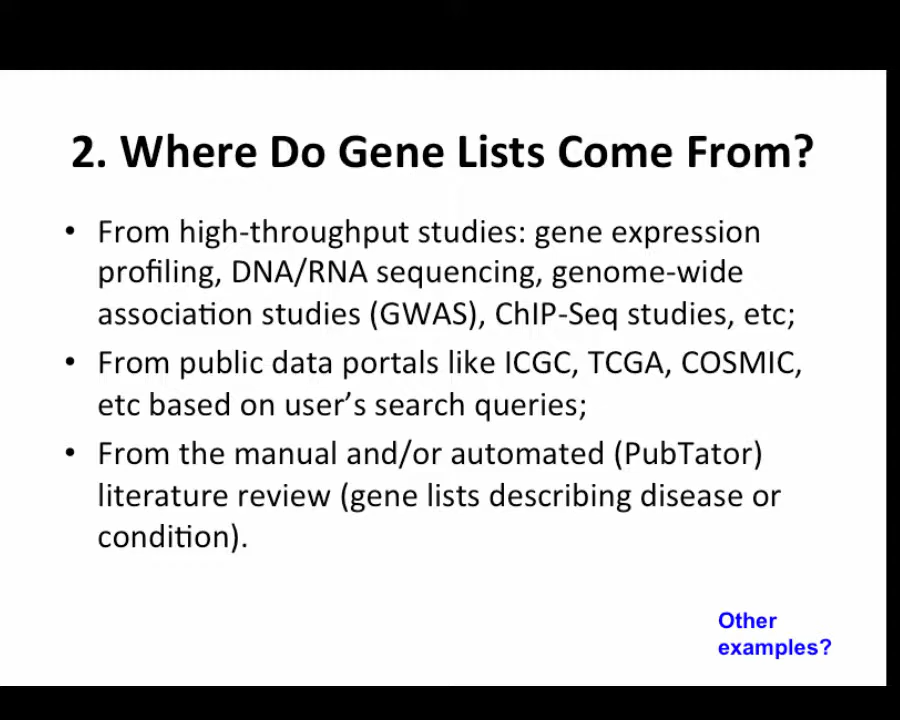 2. Where Do Gene Lists Come From?
• From high-throughput studies: gene expression
profiling, DNA/RNA sequencing, genome-wide
association studies (GWAS), ChIP-Seq studies, etc;
• From public data portals like ICGC, TCGA, COSMIC,
etc based on user’s search queries;
• From the manual and/or automated (PubTator)
literature review (gene lists describing disease or
condition).
Other
examples?